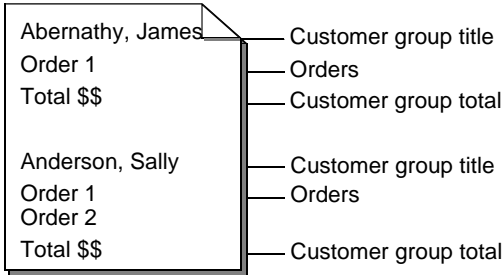 Abernathy, James Customer group title
Order 1 Orders
Total $$ Customer group total
Anderson, Sally Customer group title
Order 1 Orders
Order 2
Total $$ Customer group total